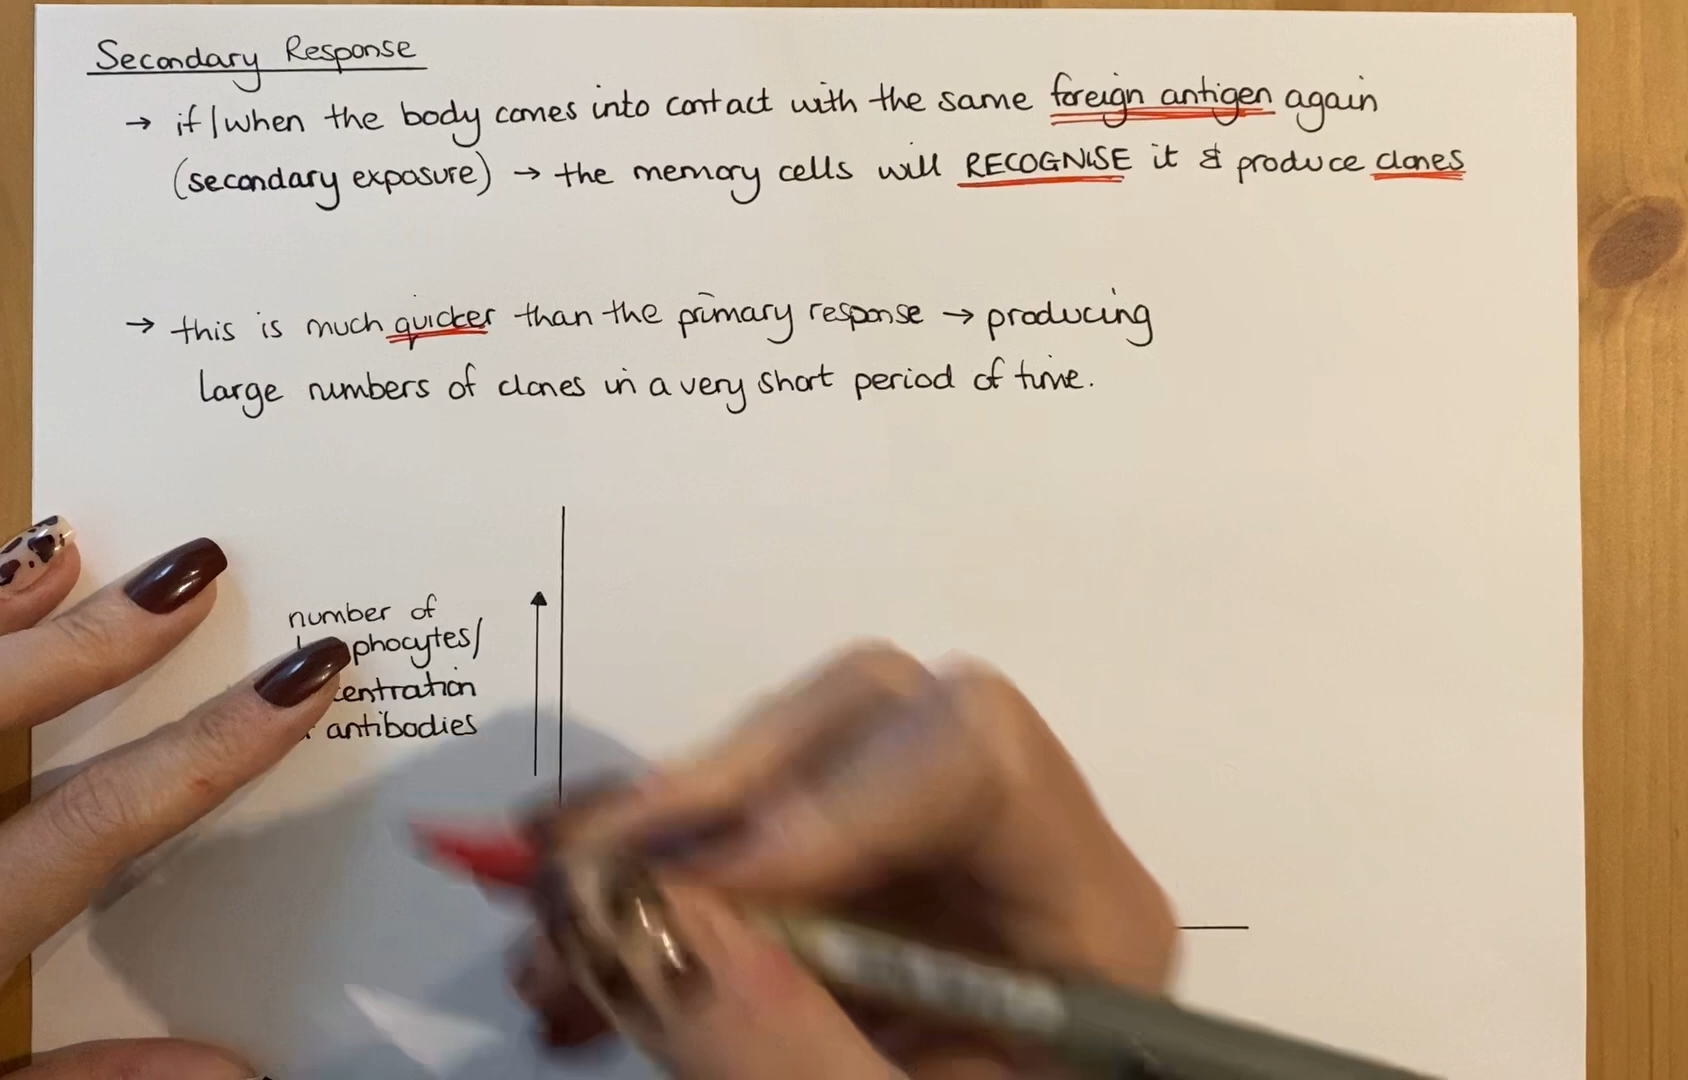 Secondary Response
→ if/when the body comes into contact with the same foreign antigen again
(secondary exposure) → the memory cells will RECOGNISE it & produce clones
→ this is much quicker than the primary response → producing
large numbers of clones in a very short period of time.
number of
phocytes/
centration
antibodies